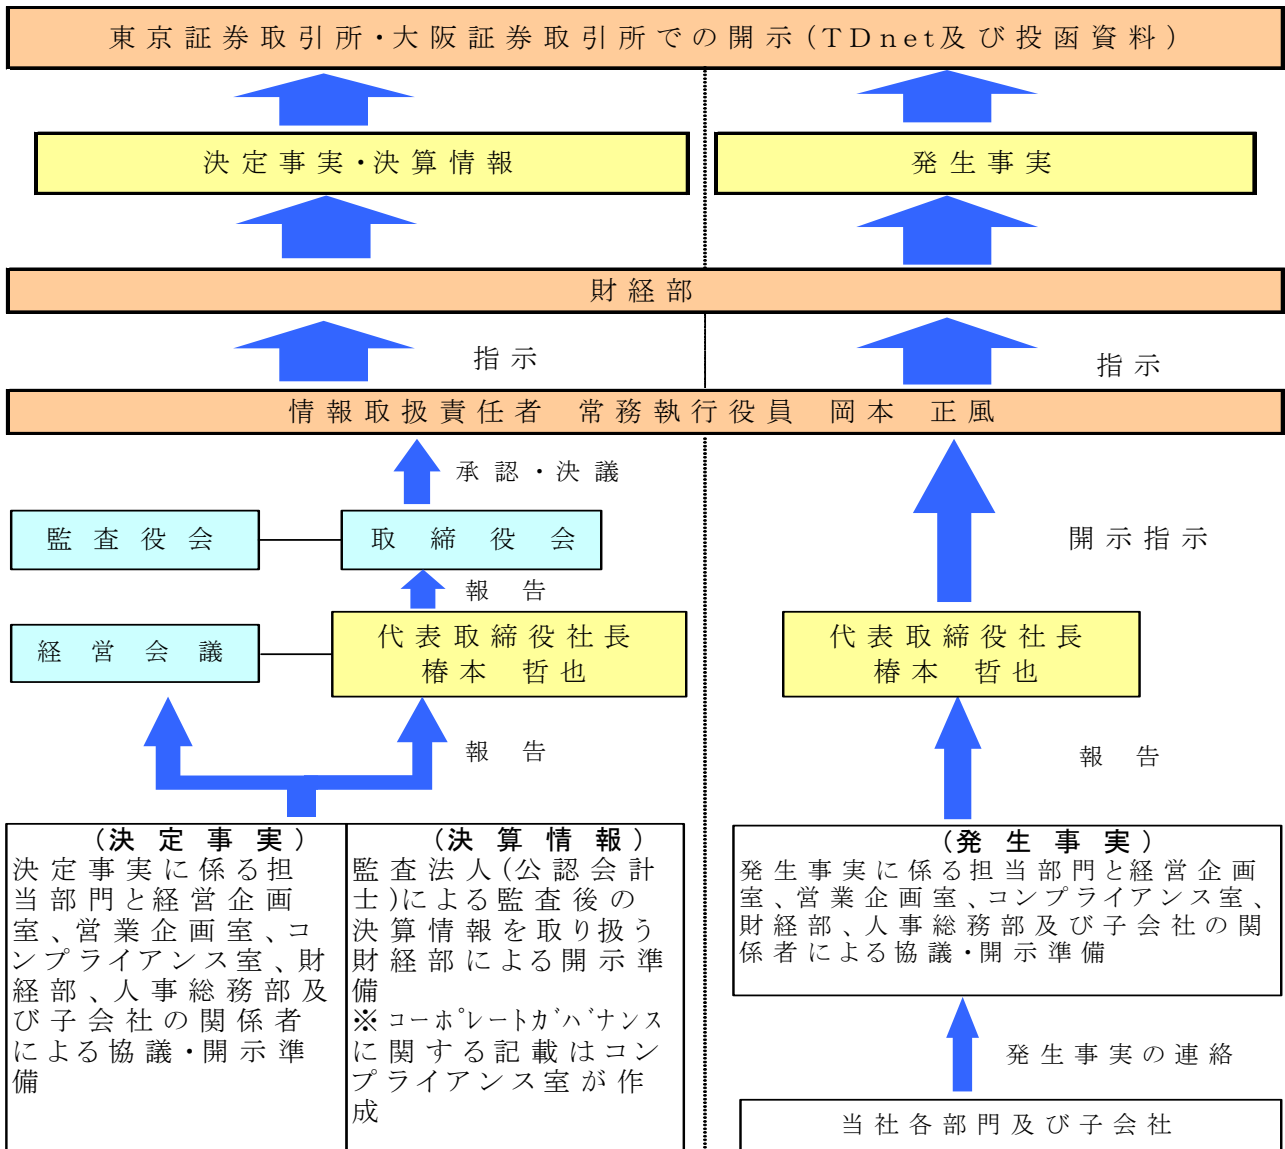 東京証券取引所・大阪証券取引所での開示(TDnet及び投函資料)
決定事実・決算情報
発生事実
財経部
指示
指示
情報取扱責任者　常務執行役員　岡本　正風
承認・決議
監査役会
取締役会
開示指示
報告
経営会議
代表取締役社長
椿本　哲也
代表取締役社長
椿本　哲也
報告
報告
(決定事実)
決定事実に係る担
当部門と経営企画
室、営業企画室、コ
ンプライアンス室、財
経部、人事総務部及
び子会社の関係者
による協議・開示準
備
(決算情報)
監査法人(公認会計
士)による監査後の
決算情報を取り扱う
財経部による開示準
備
※コーポレートガバナンス
に関する記載はコン
プライアンス室が作
成
(発生事実)
発生事実に係る担当部門と経営企画
室、営業企画室、コンプライアンス室、
財経部、人事総務部及び子会社の関
係者による協議・開示準備
発生事実の連絡
当社各部門及び子会社